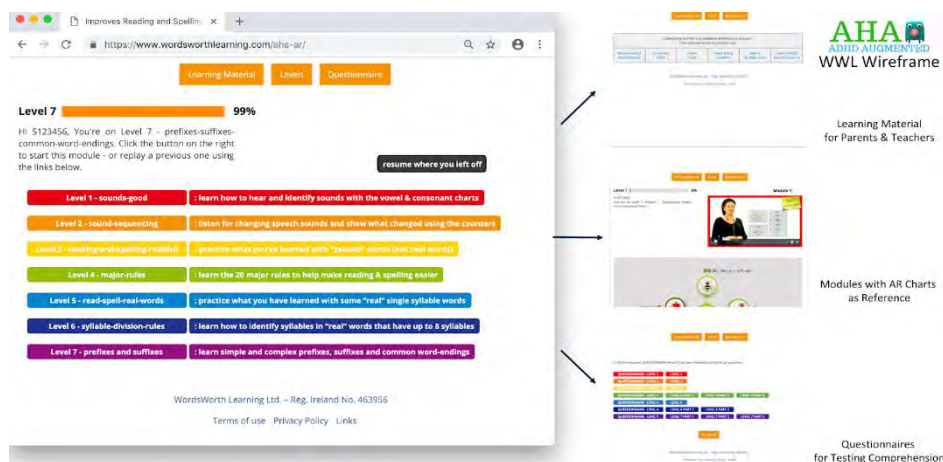 Improves Reading and Spelling
https://www.wordsworthlearning.com/aha-ar/
Learning Material
Levels
Questionnaire
Level 7
99%
Hi S123456, You're on Level 7 - prefixes-suffixes-
common-word-endings. Click the button on the right
to start this module - or replay a previous one using
the links below.
resume where you left off
Level 1 - sounds-good
: learn how to hear and identify sounds with the vowel & consonant charts
Level 2 - sound-sequencing
: listen for changing speech sounds and show what changed using the counters
Level 3 - reading-and-spelling-rubbish
: practice what you've learned with "pseudo" words (not real words)
Level 4 - major-rules
: learn the 20 major rules to help make reading & spelling easier
Level 5 - read-spell-real-words
: practice what you have learned with some "real" single syllable words
Level 6 - syllable-division-rules
: learn how to identify syllables in "real" words that have up to 8 syllables
Level 7 - prefixes and suffixes
: learn simple and complex prefixes, suffixes and common word-endings
WordsWorth Learning Ltd. – Reg. Ireland No. 463956
Terms of use Privacy Policy Links
AHA
ADHD AUGMENTED
WWL Wireframe
Learning Material
for Parents & Teachers
Modules with AR Charts
as Reference
Questionnaires
for Testing Comprehension